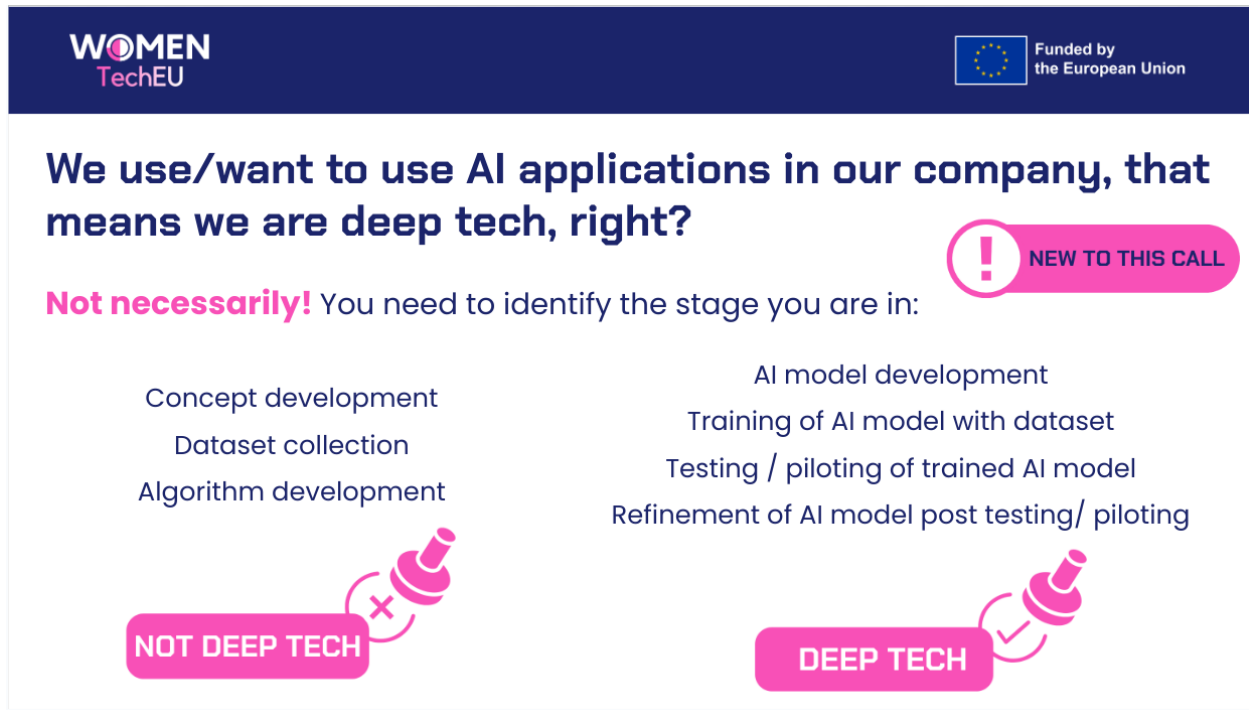 WOMEN
TechEU
Funded by
the European Union
We use/want to use AI applications in our company, that
means we are deep tech, right?
NEW TO THIS CALL
Not necessarily! You need to identify the stage you are in:
Concept development
Dataset collection
Algorithm development
NOT DEEP TECH
AI model development
Training of AI model with dataset
Testing / piloting of trained AI model
Refinement of AI model post testing/ piloting
DEEP TECH